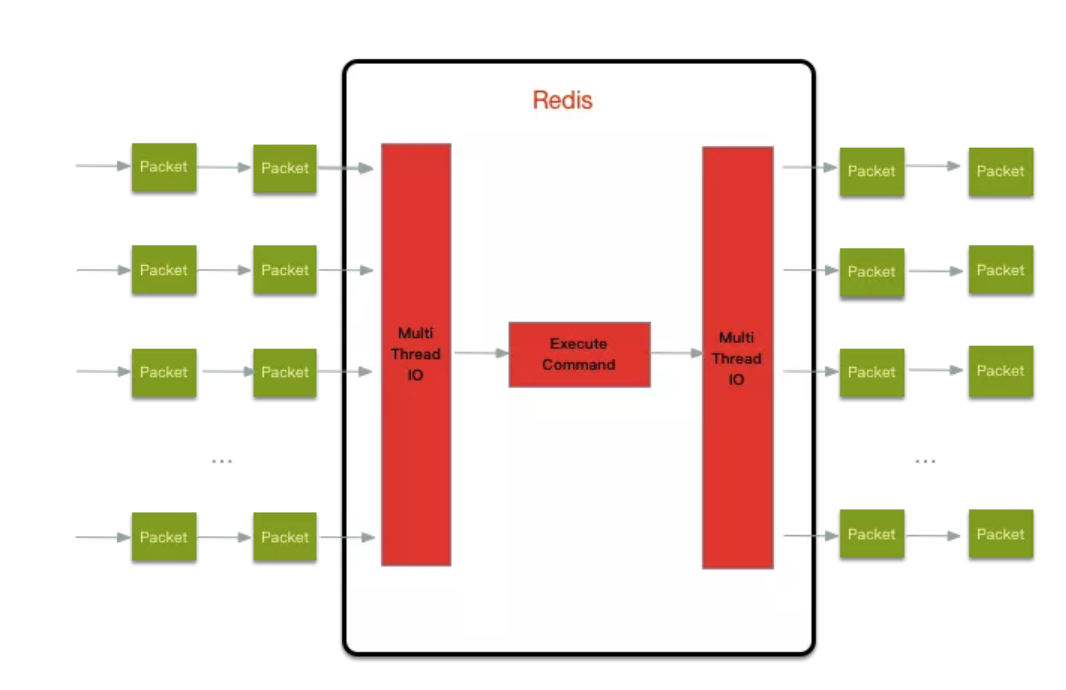 Redis
Packet Packet Packet Packet
Packet Packet Packet Packet
Multi
Thread
IO
Execute
Command
Multi
Thread
IO
Packet Packet Packet Packet
... ...
Packet Packet Packet Packet